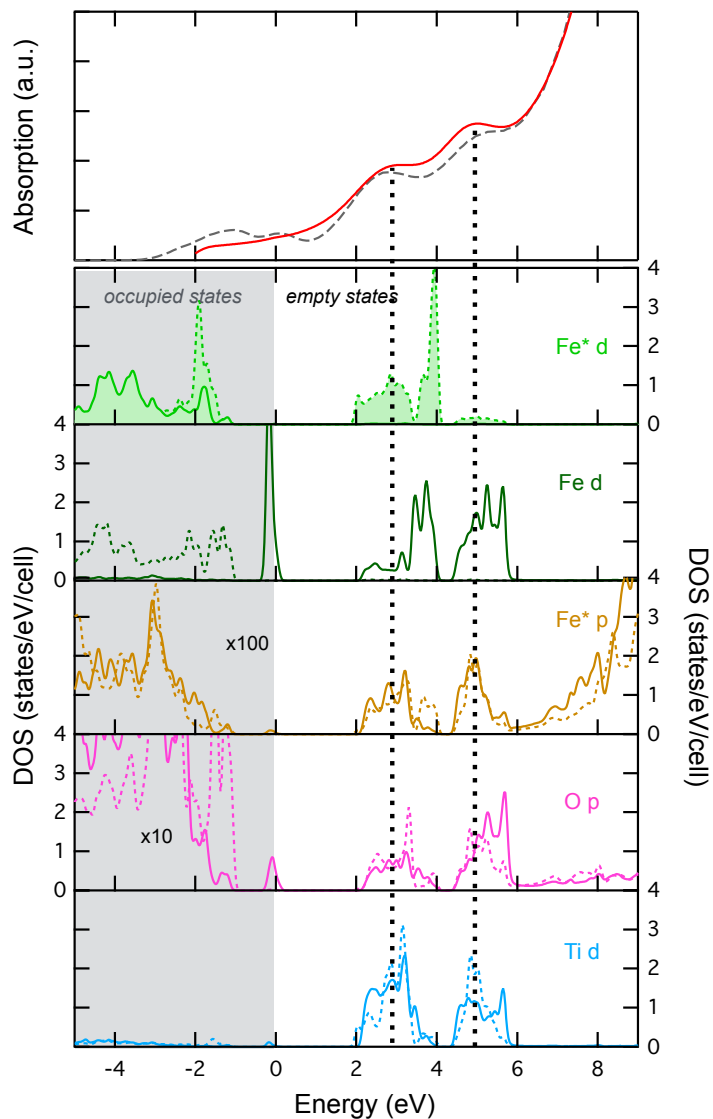 Absorption (a.u.)
occupied states
empty states
4
3
2
1
0
Fe* d
4
3
2
1
0
Fe d
DOS (states/eV/cell)
DOS (states/eV/cell)
4
3
2
1
0
x100
Fe* p
4
3
2
1
0
x10
O p
4
3
2
1
0
Ti d
-4
-2
0
2
4
6
8
Energy (eV)